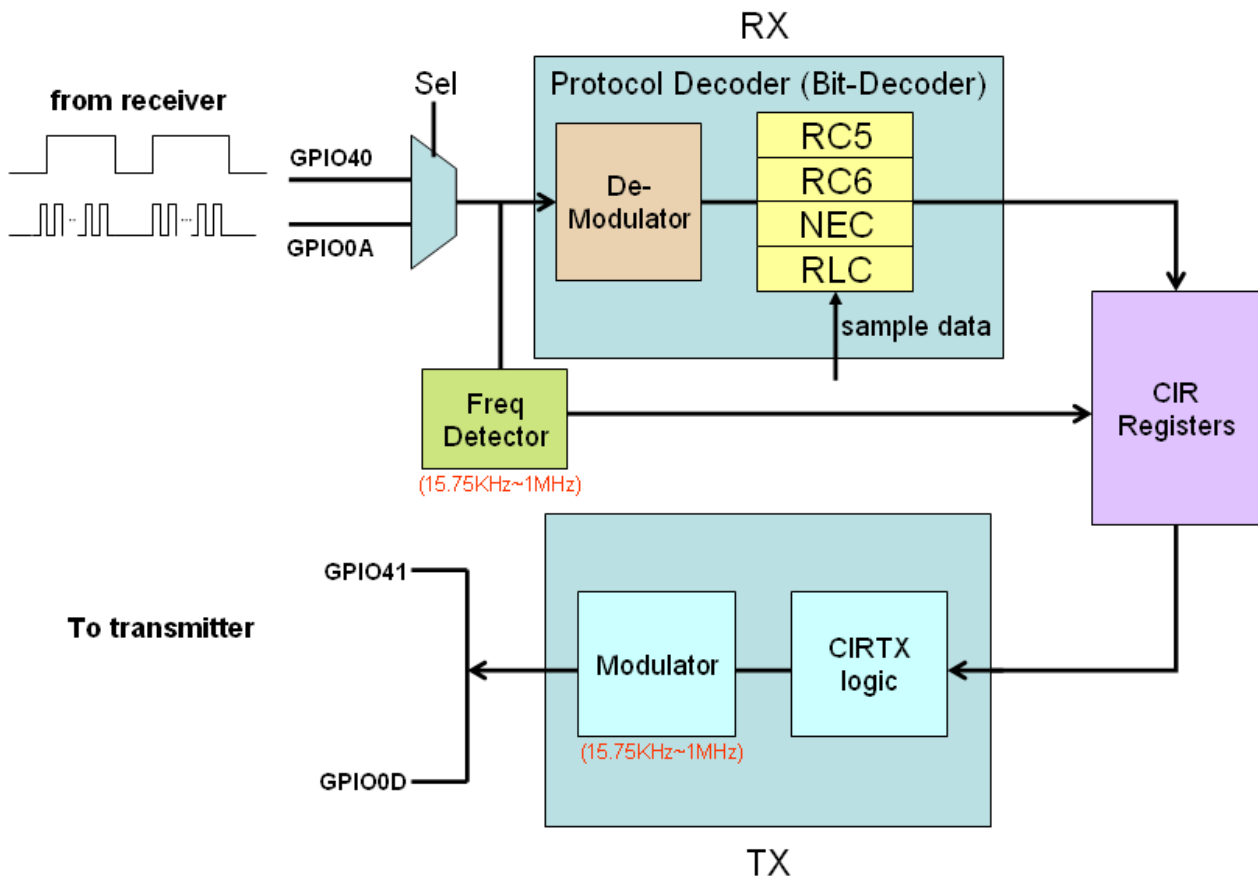 RX
Sel
Protocol Decoder (Bit-Decoder)
from receiver
GPIO40
GPIO0A
De-
Modulator
RC5
RC6
NEC
RLC
sample data
Freq
Detector
(15.75KHz~1MHz)
CIR
Registers
GPIO41
To transmitter
GPIO0D
Modulator
(15.75KHz~1MHz)
CIRTX
logic
TX